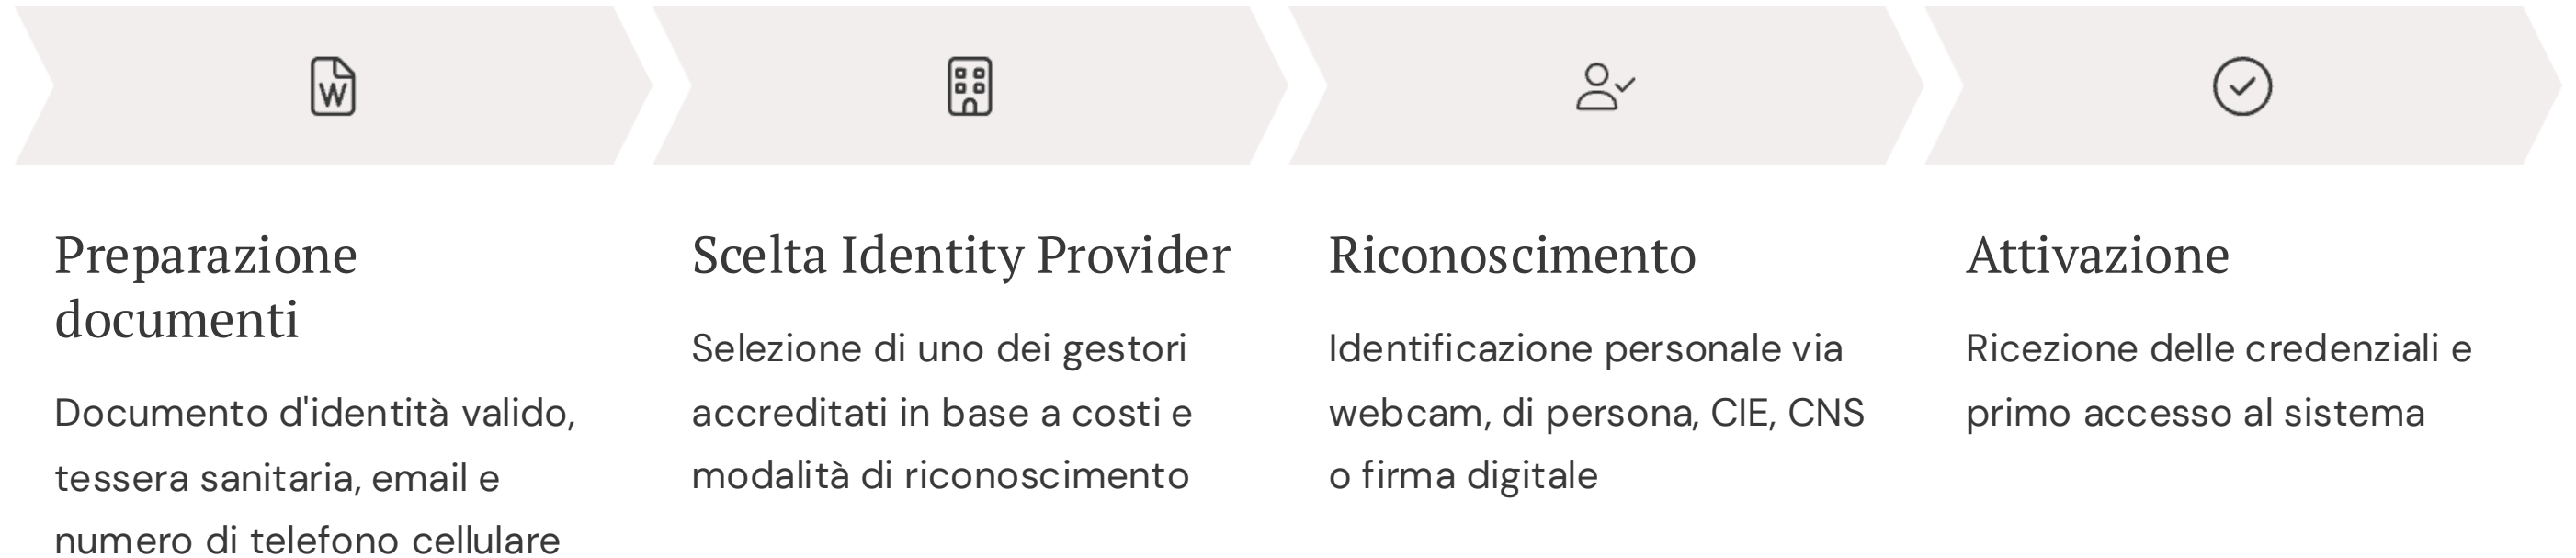 W
Preparazione
documenti
Documento d'identità valido,
tessera sanitaria, email e
numero di telefono cellulare
Scelta Identity Provider
Selezione di uno dei gestori
accreditati in base a costi e
modalità di riconoscimento
Riconoscimento
Identificazione personale via
webcam, di persona, CIE, CNS
o firma digitale
Attivazione
Ricezione delle credenziali e
primo accesso al sistema